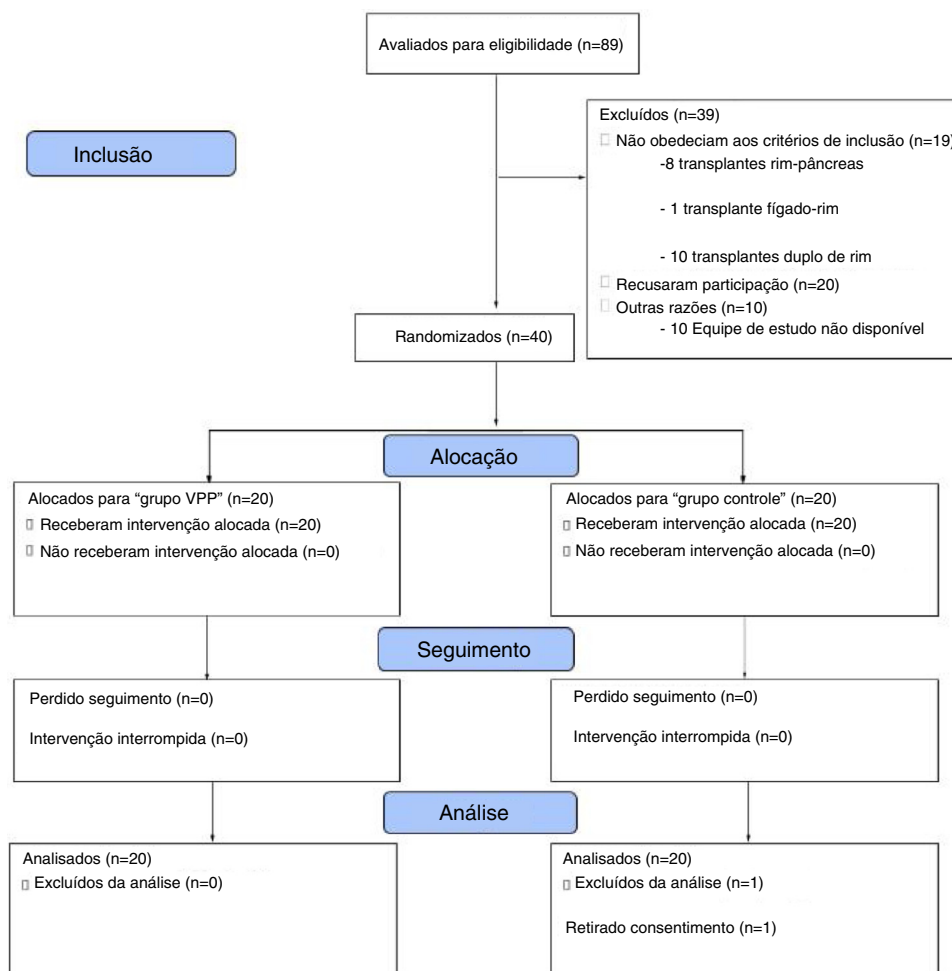 Avaliados para eligibilidade (n=89)
Inclusão
Excluídos (n=39)
Não obedeciam aos critérios de inclusão (n=19)
-8 transplantes rim-pâncreas
- 1 transplante fígado-rim
- 10 transplantes duplo de rim
Recusaram participação (n=20)
Outras razões (n=10)
- 10 Equipe de estudo não disponível
Randomizados (n=40)
Alocação
Alocados para “grupo VPP” (n=20)
Receberam intervenção alocada (n=20)
Não receberam intervenção alocada (n=0)
Alocados para “grupo controle” (n=20)
Receberam intervenção alocada (n=20)
Não receberam intervenção alocada (n=0)
Seguimento
Perdido seguimento (n=0)
Intervenção interrompida (n=0)
Perdido seguimento (n=0)
Intervenção interrompida (n=0)
Análise
Analisados (n=20)
Excluídos da análise (n=0)
Analisados (n=20)
Excluídos da análise (n=1)
Retirado consentimento (n=1)